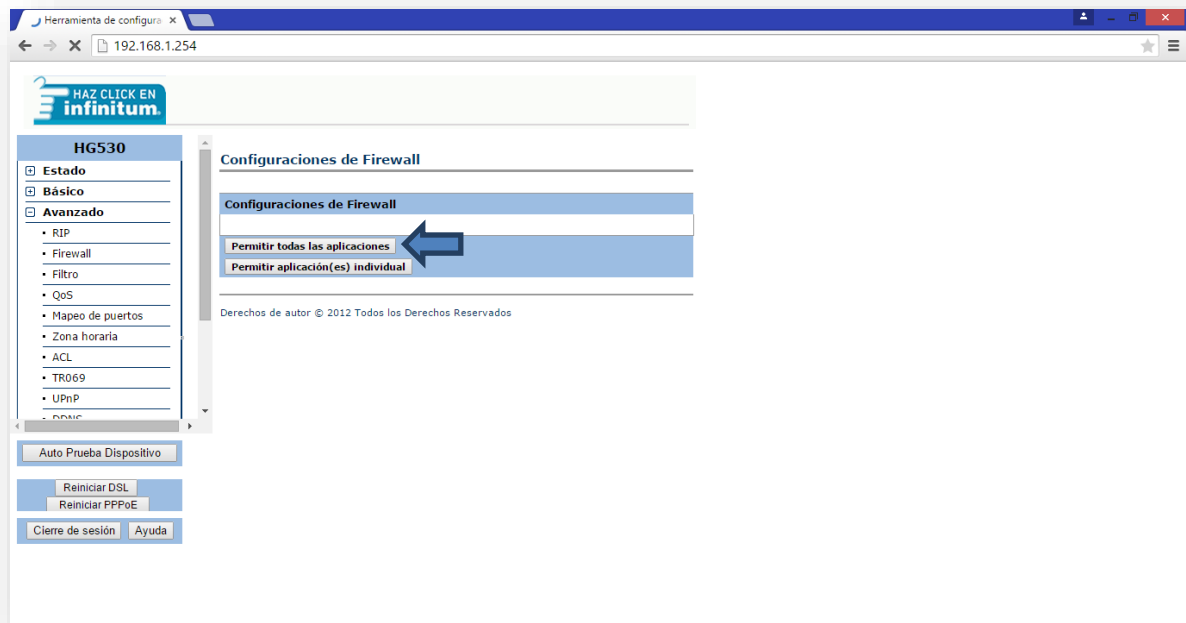 Herramienta de configura
192.168.1.254
HAZ CLICK EN
infinitum.
HG530
Estado
Básico
Avanzado
RIP
Firewall
Filtro
QoS
Mapeo de puertos
Zona horaria
ACL
TR069
UPnP
DDNS
Auto Prueba Dispositivo
Reiniciar DSL
Reiniciar PPPoE
Cierre de sesión
Ayuda
Configuraciones de Firewall
Configuraciones de Firewall
Permitir todas las aplicaciones
Permitir aplicación(es) individual
Derechos de autor © 2012 Todos los Derechos Reservados